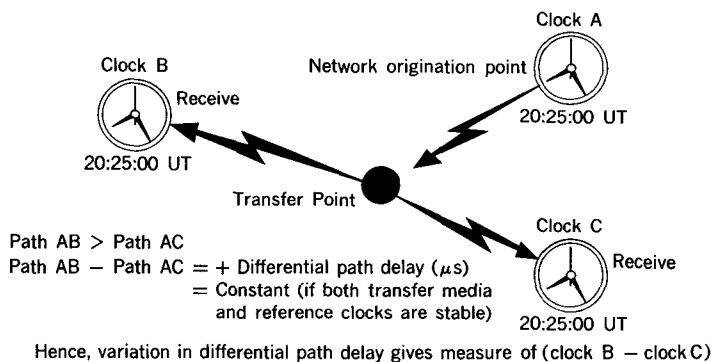 Clock A
Clock B
Network origination point
Receive
20:25:00 UT
20:25:00 UT
Transfer Point
Clock C
Path AB > Path AC
Receive
Path AB – Path AC = + Differential path delay (μs)
= Constant (if both transfer media
and reference clocks are stable)
20:25:00 UT
Hence, variation in differential path delay gives measure of (clock B – clock C)